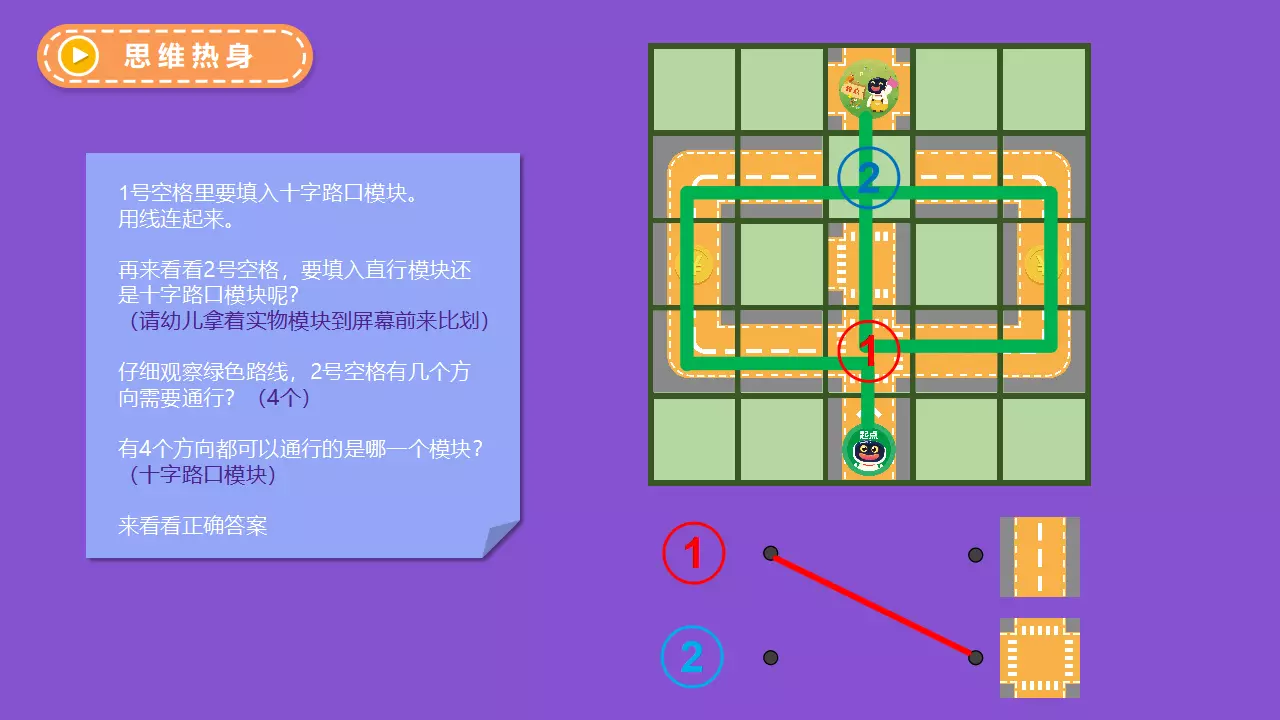 思维热身
1号空格里要填入十字路口模块。
用线连起来。
再来看看2号空格，要填入直行模块还
是十字路口模块呢？
（请幼儿拿着实物模块到屏幕前来比划）
仔细观察绿色路线，2号空格有几个方
向需要通行？（4个）
有4个方向都可以通行的是哪一个模块？
（十字路口模块）
来看看正确答案
2
¥
¥
1
起点
1
2